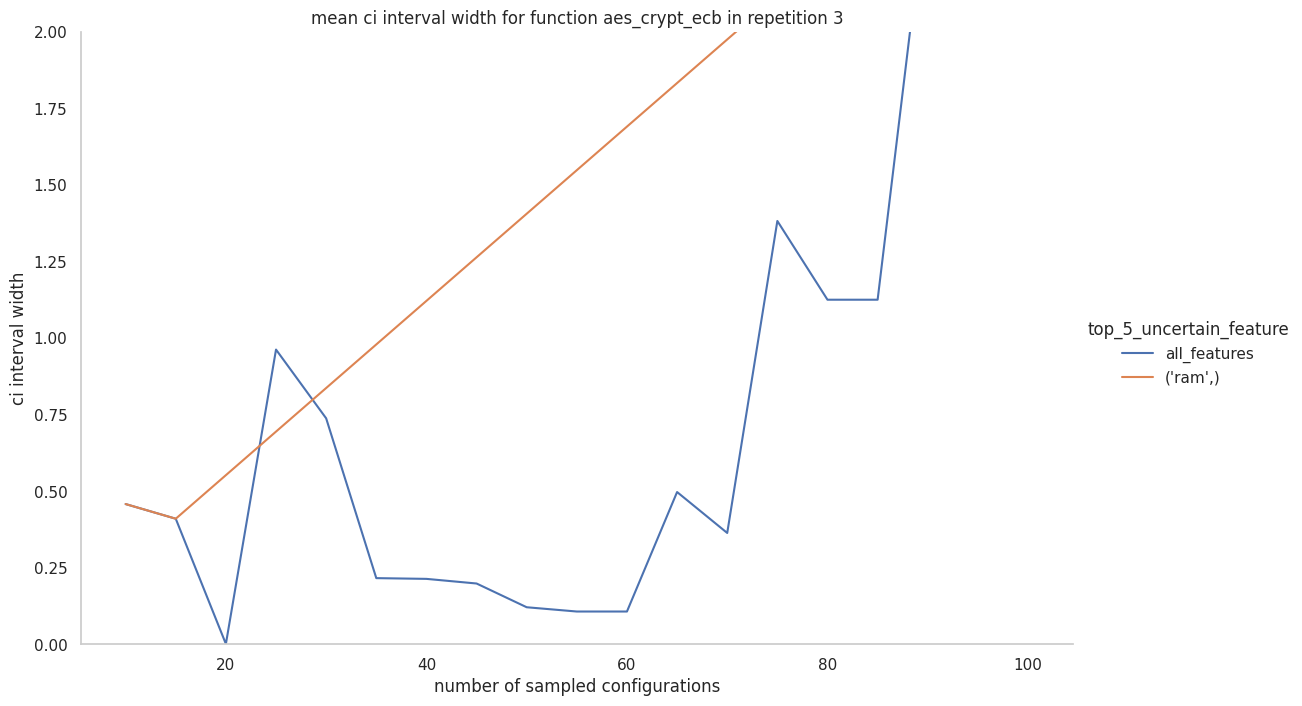 mean ci interval width for function aes_crypt_ecb in repetition 3
2.00
1.75
1.50
1.25
1.00
0.75
0.50
0.25
0.00
ci interval width
20
40
60
80
100
number of sampled configurations
top_5_uncertain_feature
all_features
('ram',)